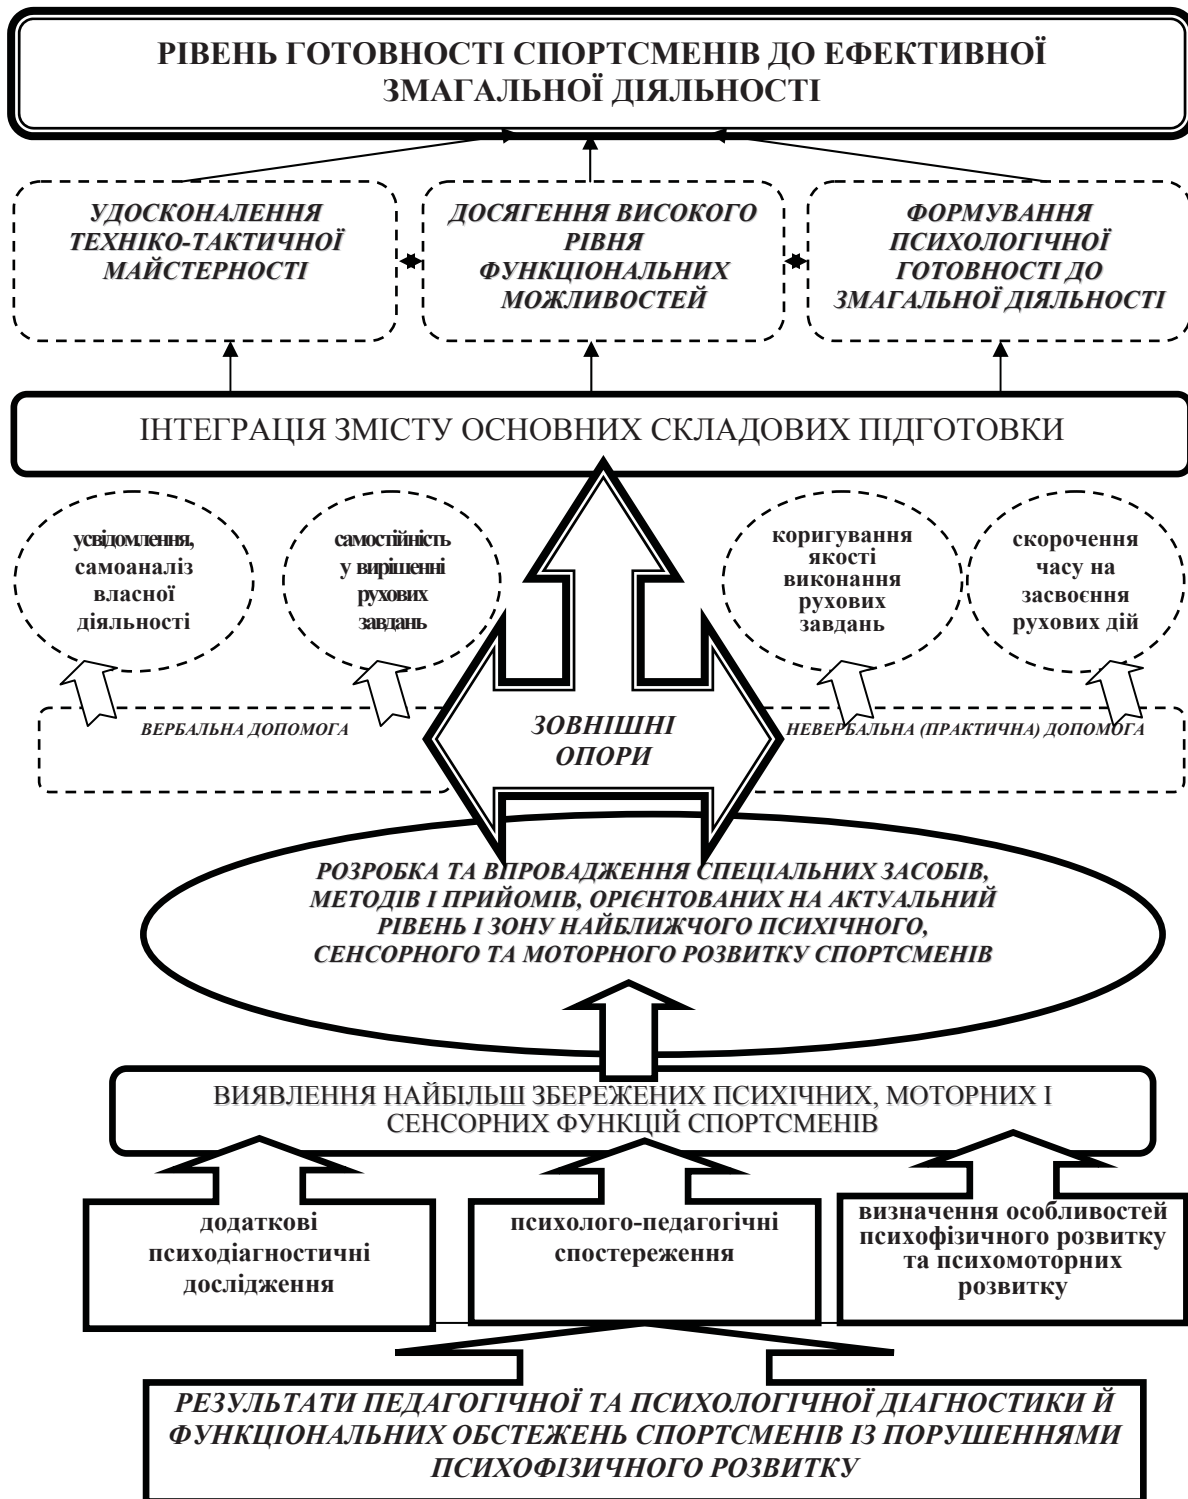 РІВЕНЬ ГОТОВНОСТІ СПОРТСМЕНІВ ДО ЕФЕКТИВНОЇ
ЗМАГАЛЬНОЇ ДІЯЛЬНОСТІ
УДОСКОНАЛЕННЯ
ТЕХНІКО-ТАКТИЧНОЇ
МАЙСТЕРНОСТІ
ДОСЯГЕННЯ ВИСОКОГО
РІВНЯ
ФУНКЦІОНАЛЬНИХ
МОЖЛИВОСТЕЙ
ФОРМУВАННЯ
ПСИХОЛОГІЧНОЇ
ГОТОВНОСТІ ДО
ЗМАГАЛЬНОЇ ДІЯЛЬНОСТІ
ІНТЕГРАЦІЯ ЗМІСТУ ОСНОВНИХ СКЛАДОВИХ ПІДГОТОВКИ
усвідомлення,
самоаналіз
власної
діяльності
самостійність
у вирішенні
рухових
завдань
коригування
якості
виконання
рухових
завдань
скорочення
часу на
засвоєння
рухових дій
ВЕРБАЛЬНА ДОПОМОГА
ЗОВНІШНІ
ОПОРИ
НЕВЕРБАЛЬНА (ПРАКТИЧНА) ДОПОМОГА
РОЗРОБКА ТА ВПРОВАДЖЕННЯ СПЕЦІАЛЬНИХ ЗАСОБІВ,
МЕТОДІВ І ПРИЙОМІВ, ОРІЄНТОВАНИХ НА АКТУАЛЬНИЙ
РІВЕНЬ І ЗОНУ НАЙБЛИЖЧОГО ПСИХІЧНОГО,
СЕНСОРНОГО ТА МОТОРНОГО РОЗВИТКУ СПОРТСМЕНІВ
ВИЯВЛЕННЯ НАЙБІЛЬШ ЗБЕРЕЖЕНИХ ПСИХІЧНИХ, МОТОРНИХ І
СЕНСОРНИХ ФУНКЦІЙ СПОРТСМЕНІВ
додаткові
психодіагностичні
дослідження
психолого-педагогічні
спостереження
визначення особливостей
психофізичного розвитку
та психомоторних
розвитку
РЕЗУЛЬТАТИ ПЕДАГОГІЧНОЇ ТА ПСИХОЛОГІЧНОЇ ДІАГНОСТИКИ Й
ФУНКЦІОНАЛЬНИХ ОБСТЕЖЕНЬ СПОРТСМЕНІВ ІЗ ПОРУШЕННЯМИ
ПСИХОФІЗИЧНОГО РОЗВИТКУ